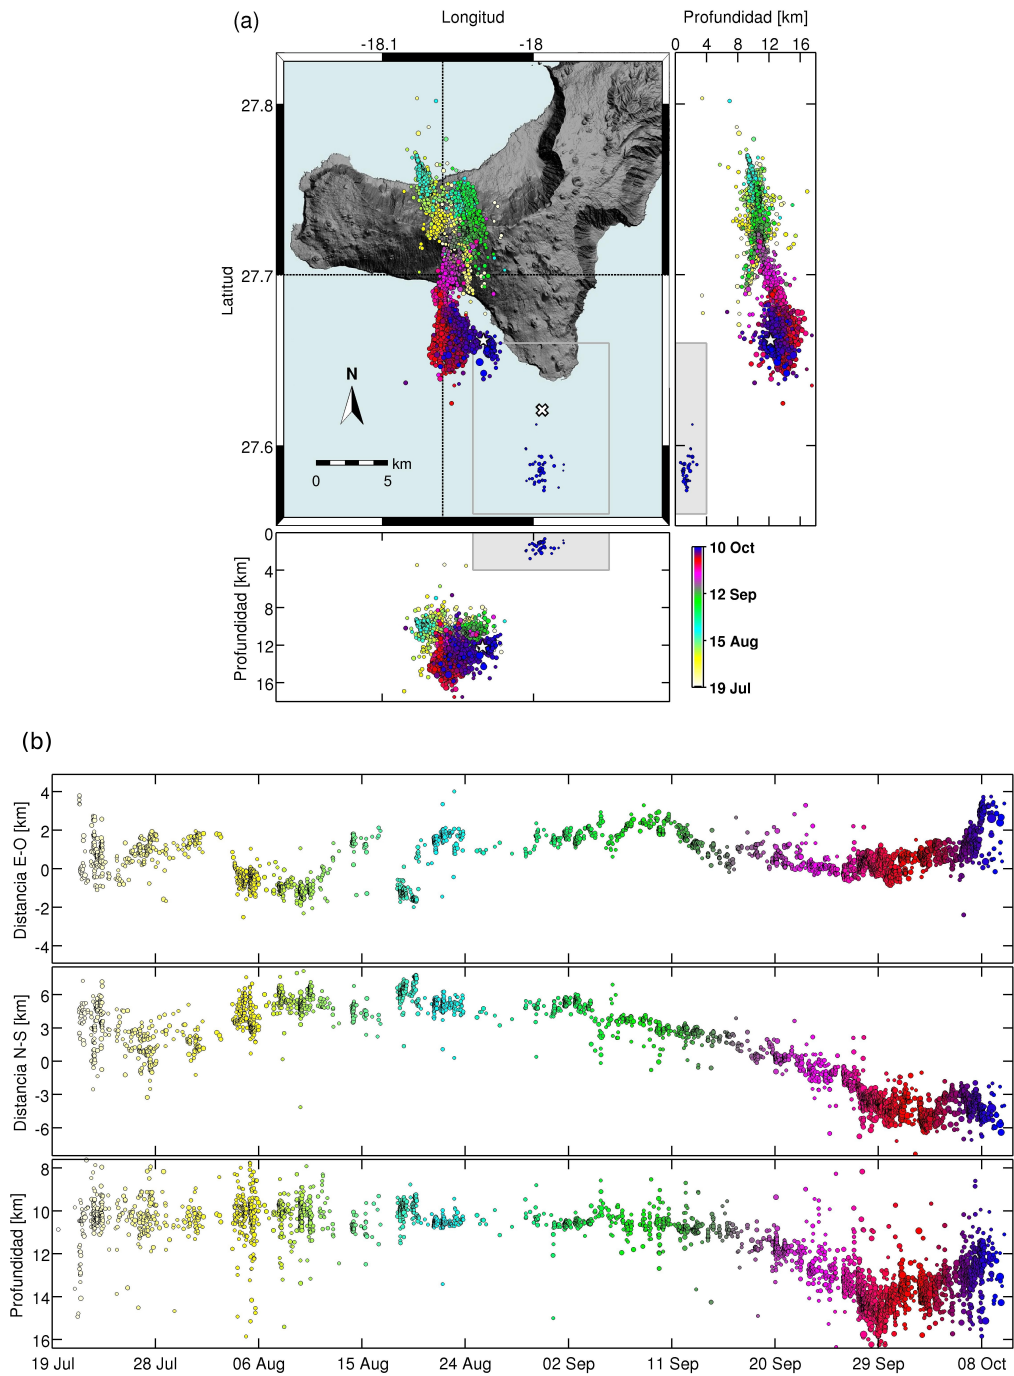 (a)
Longitud
Profundidad [km]
-18.1
-18
0
4
8
12
16
27.8
27.7
27.6
Latitud
N
km
0
5
0
4
8
12
16
Profundidad [km]
10 Oct
12 Sep
15 Aug
19 Jul
(b)
4
2
0
-2
-4
Distancia E-O [km]
6
3
0
-3
-6
Distancia N-S [km]
8
10
12
14
16
Profundidad [km]
19 Jul
28 Jul
06 Aug
15 Aug
24 Aug
02 Sep
11 Sep
20 Sep
29 Sep
08 Oct